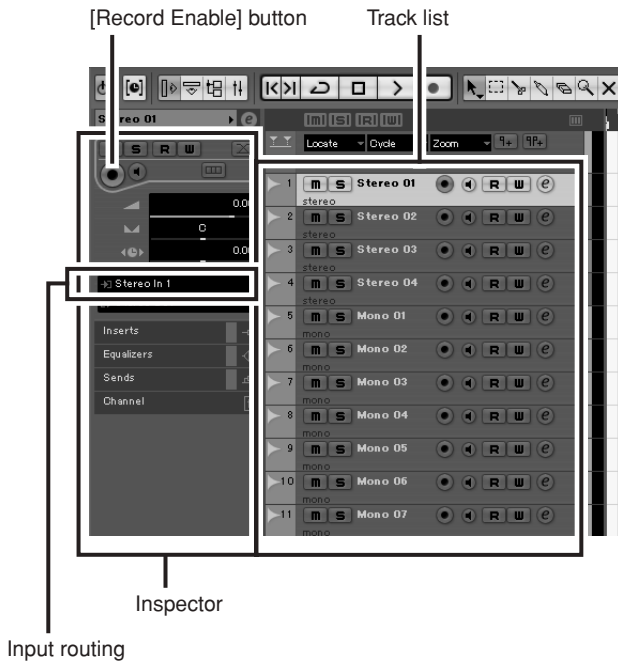 [Record Enable] button
Track list
Stereo 01
m S R W
Locate Cycle Zoom
0.00
C
0.00
Stereo In 1
Inserts
Equalizers
Sends
Channel
1 m S Stereo 01 R W e
stereo
2 m S Stereo 02 R W e
stereo
3 m S Stereo 03 R W e
stereo
4 m S Stereo 04 R W e
stereo
5 m S Mono 01 R W e
mono
6 m S Mono 02 R W e
mono
7 m S Mono 03 R W e
mono
8 m S Mono 04 R W e
mono
9 m S Mono 05 R W e
mono
10 m S Mono 06 R W e
mono
11 m S Mono 07 R W e
mono
Inspector
Input routing